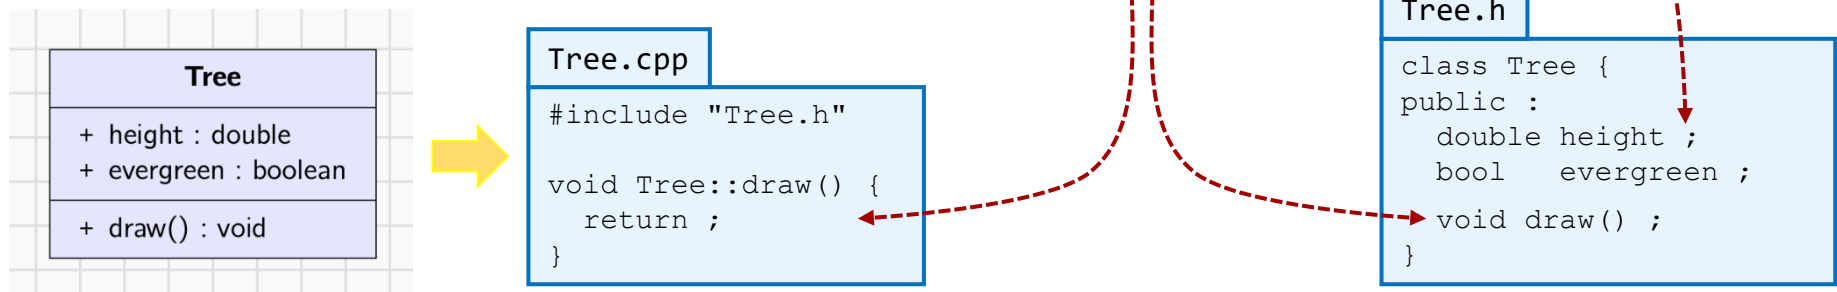 Tree
+ height : double
+ evergreen : boolean
+ draw() : void
Tree.cpp
#include "Tree.h"
void Tree::draw() {
return ;
}
Tree.h
class Tree {
public :
double height ;
bool evergreen ;
void draw() ;
}